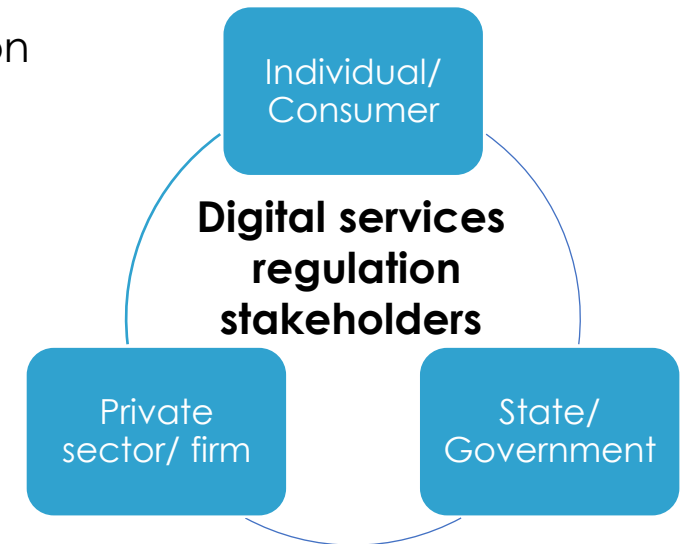 on
Individual/
Consumer
Digital services
regulation
stakeholders
Private
sector/ firm
State/
Government